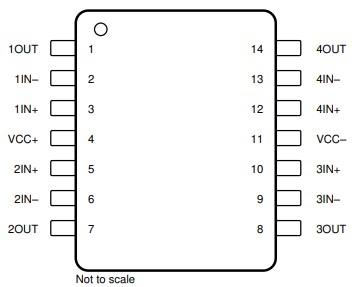 1OUT 1 14 4OUT
1IN– 2 13 4IN–
1IN+ 3 12 4IN+
VCC+ 4 11 VCC–
2IN+ 5 10 3IN+
2IN– 6 9 3IN–
2OUT 7 8 3OUT
Not to scale